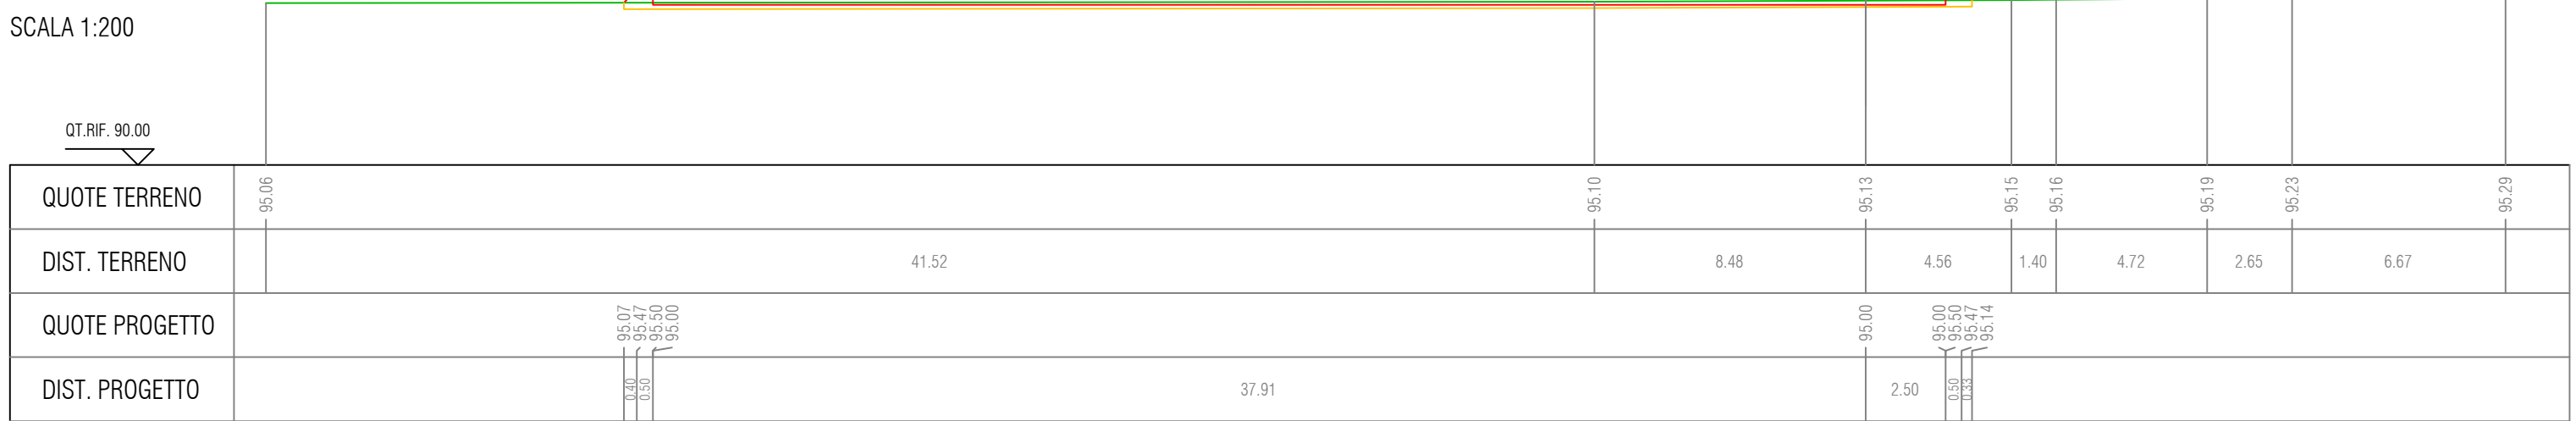 SCALA 1:200
QT.RIF. 90.00
QUOTE TERRENO 95.06 95.10 95.13 95.15 95.16 95.19 95.23 95.29
DIST. TERRENO 41.52 8.48 4.56 1.40 4.72 2.65 6.67
QUOTE PROGETTO 95.07 95.47 95.50 95.00 95.00 95.00 95.50 95.47 95.14
DIST. PROGETTO 0.40 0.50 37.91 2.50 0.50 0.33